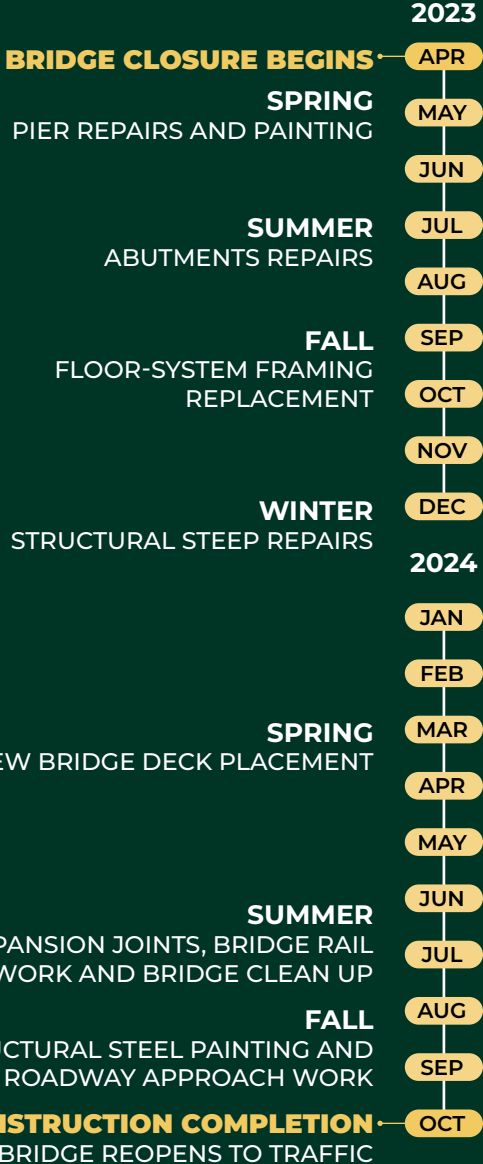 2023
BRIDGE CLOSURE BEGINS
APR
SPRING
PIER REPAIRS AND PAINTING
MAY
JUN
SUMMER
ABUTMENTS REPAIRS
JUL
AUG
FALL
FLOOR-SYSTEM FRAMING
REPLACEMENT
SEP
OCT
NOV
WINTER
STRUCTURAL STEEP REPAIRS
DEC
2024
JAN
FEB
SPRING
BRIDGE DECK PLACEMENT
MAR
APR
MAY
JUN
SUMMER
JOINTS, BRIDGE RAIL
WORK AND BRIDGE CLEAN UP
JUL
FALL
STEEL PAINTING AND
ROADWAY APPROACH WORK
AUG
SEP
COMPLETION
BRIDGE REOPENS TO TRAFFIC
OCT